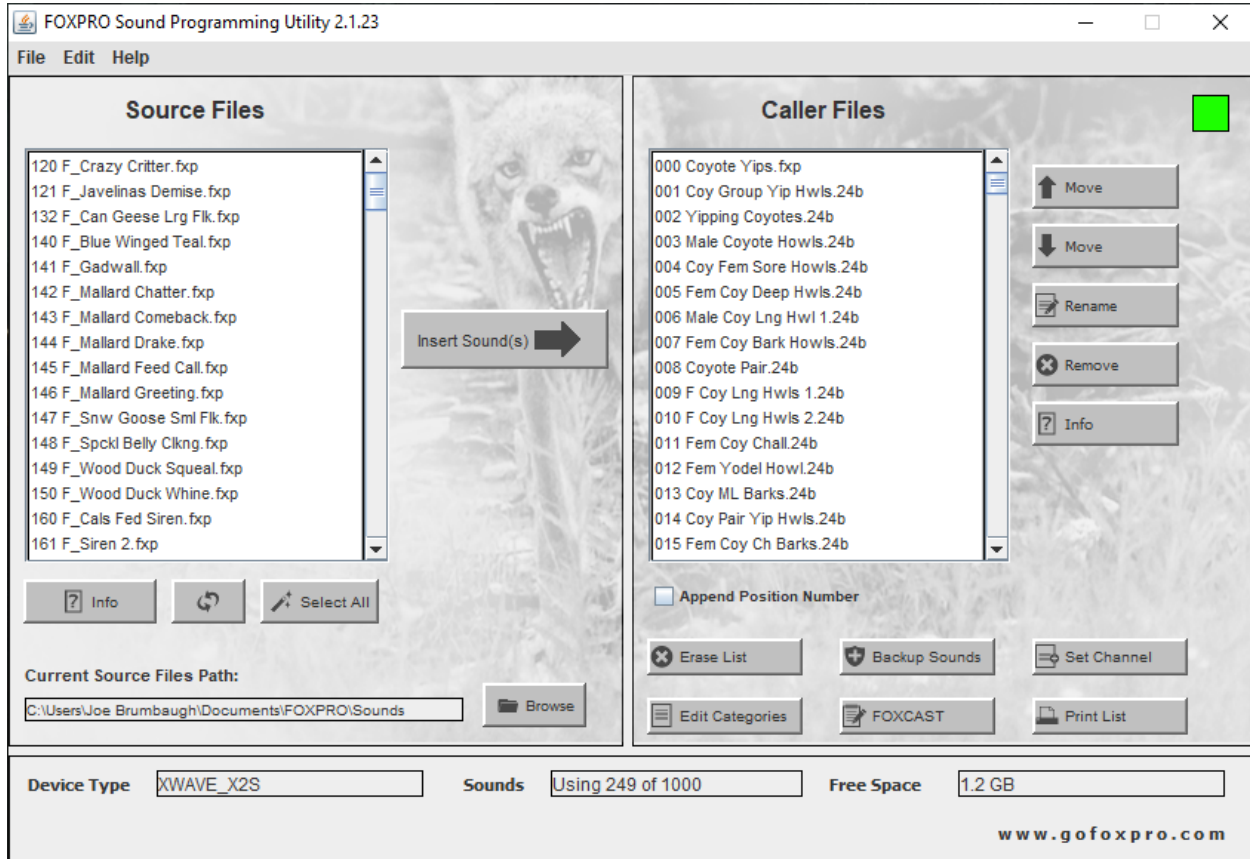 FOXPRO Sound Programming Utility 2.1.23
File Edit Help
Source Files
120 F_Crazy Critter.fxp
121 F_Javelinas Demise.fxp
132 F_Can Geese Lrg Flk.fxp
140 F_Blue Winged Teal.fxp
141 F_Gadwall.fxp
142 F_Mallard Chatter.fxp
143 F_Mallard Comeback.fxp
144 F_Mallard Drake.fxp
145 F_Mallard Feed Call.fxp
146 F_Mallard Greeting.fxp
147 F_Snw Goose Sml Flk.fxp
148 F_Spckl Belly Clkng.fxp
149 F_Wood Duck Squeal.fxp
150 F_Wood Duck Whine.fxp
160 F_Cals Fed Siren.fxp
161 F_Siren 2.fxp
Info
Select All
Current Source Files Path:
C:\Users\Joe Brumbaugh\Documents\FOXPRO\Sounds
Browse
Insert Sound(s)
Caller Files
000 Coyote Yips.fxp
001 Coy Group Yip Hwls.24b
002 Yipping Coyotes.24b
003 Male Coyote Howls.24b
004 Coy Fem Sore Howls.24b
005 Fem Coy Deep Hwls.24b
006 Male Coy Lng Hwl 1.24b
007 Fem Coy Bark Howls.24b
008 Coyote Pair.24b
009 F Coy Lng Hwls 1.24b
010 F Coy Lng Hwls 2.24b
011 Fem Coy Chall.24b
012 Fem Yodel Howl.24b
013 Coy ML Barks.24b
014 Coy Pair Yip Hwls.24b
015 Fem Coy Ch Barks.24b
Move
Move
Rename
Remove
Info
Append Position Number
Erase List
Backup Sounds
Set Channel
Edit Categories
FOXCAST
Print List
Device Type XWAVE_X2S Sounds Using 249 of 1000 Free Space 1.2 GB
www.gofoxpro.com